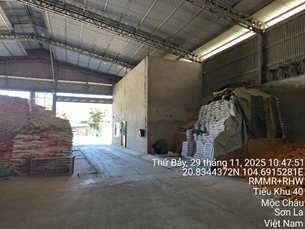 Thứ Bảy, 29 thg 11, 2025 10:47:51
20.8344372N 104.6915281E
RMMR+RHW
Tiểu Khu 40
Mộc Châu
Sơn La
Việt Nam